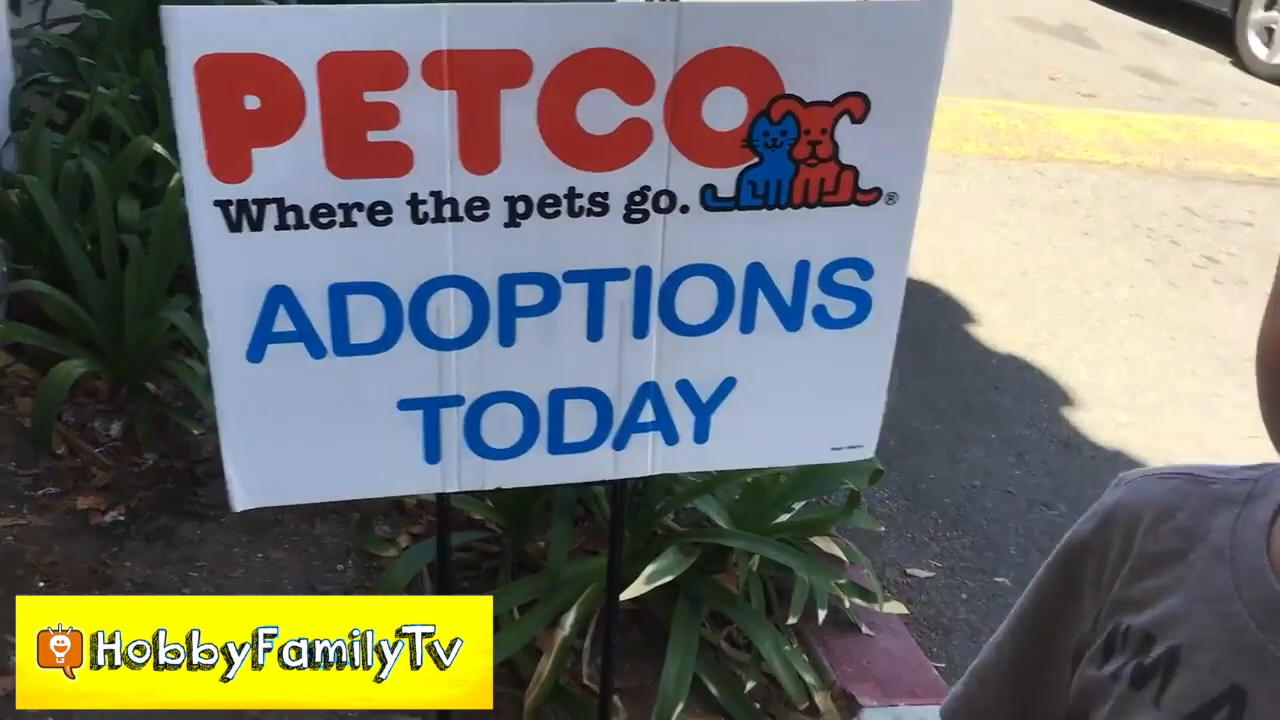 PETCO
Where the pets go.®
ADOPTIONS
TODAY
I'M A
HobbyFamilyTv